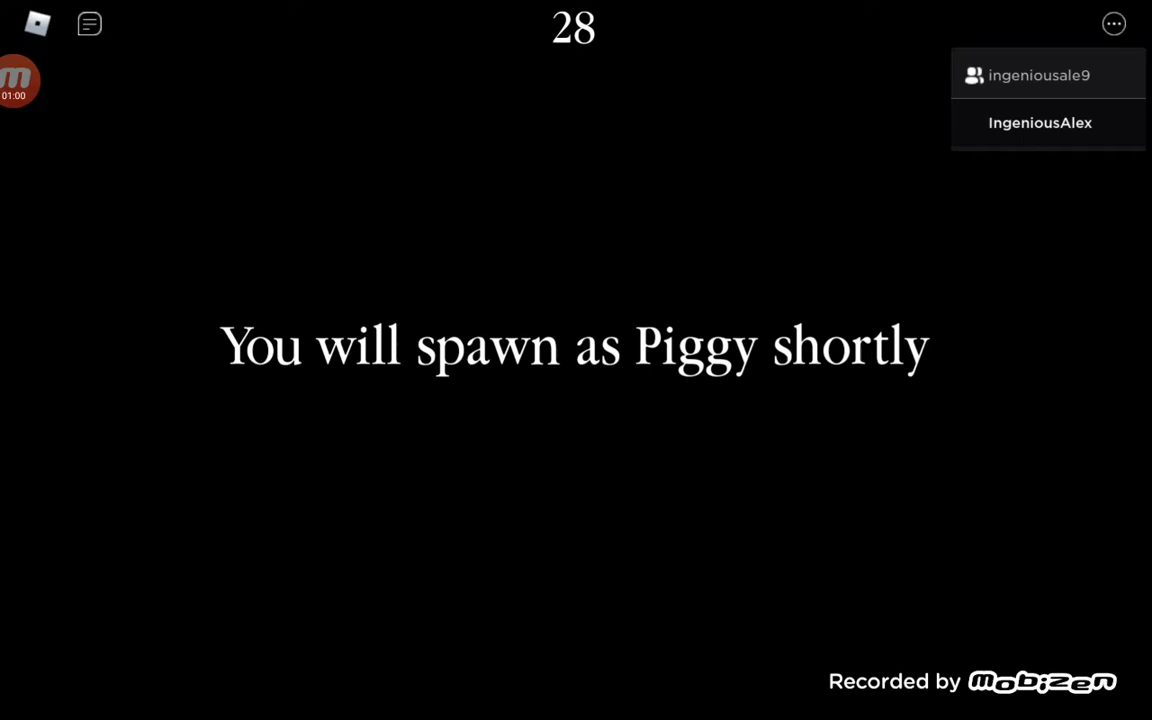 28
01:00
ingeniousale9
IngeniousAlex
You will spawn as Piggy shortly
Recorded by mobizen